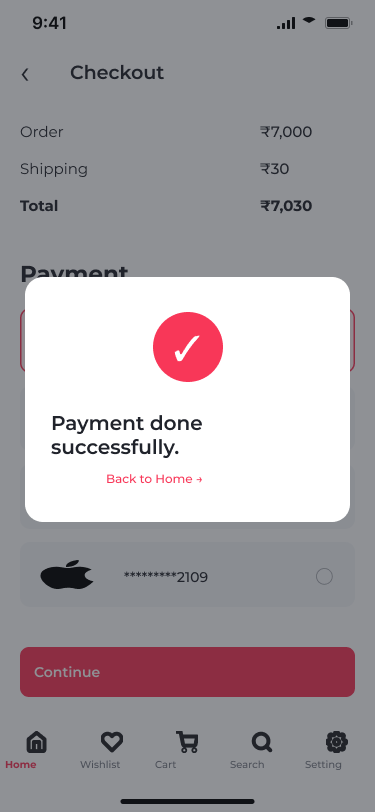 9:41
Checkout
Order ₹7,000
Shipping ₹30
Total ₹7,030
Payment
Payment done
successfully.
Back to Home →
*********2109
Continue
Home Wishlist Cart Search Setting